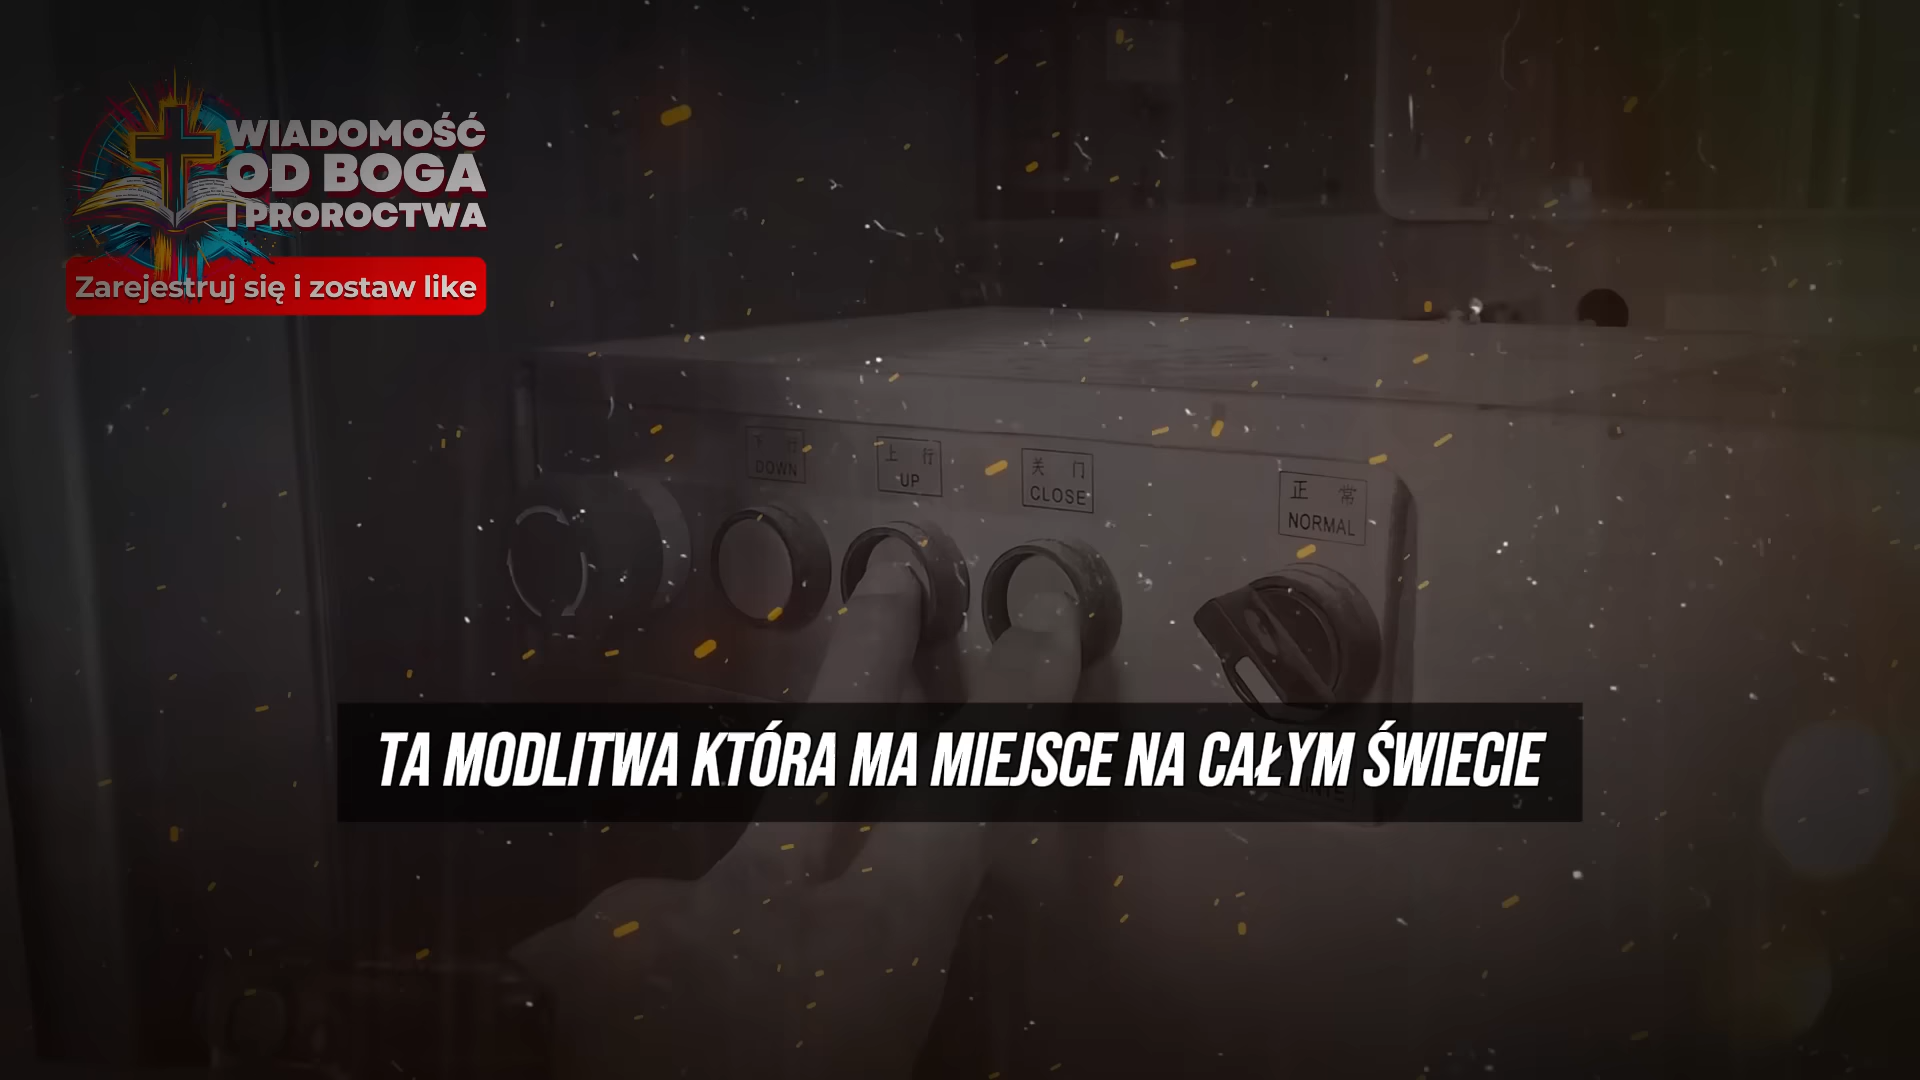 WIADOMOŚĆ
OD BOGA
I PROROCTWA
Zarejestruj się i zostaw like
下 行
DOWN
上 行
UP
关 门
CLOSE
正 常
NORMAL
TA MODLITWA KTÓRA MA MIEJSCE NA CAŁYM ŚWIECIE